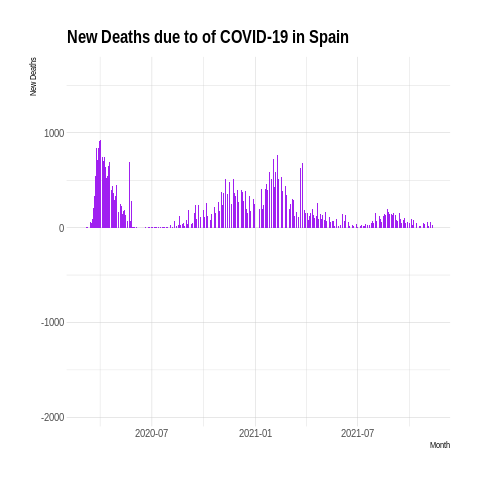 New Deaths due to of COVID-19 in Spain
New Deaths
1000
0
-1000
-2000
2020-07
2021-01
2021-07
Month